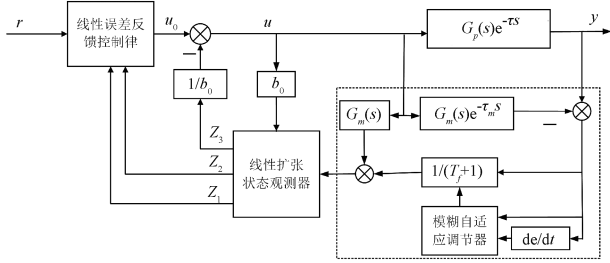 r
线性误差反
馈控制律
u₀
u
Gₚ(s)e^-τs
y
1/b₀
b₀
Gₘ(s)
Gₘ(s)e^-τₘs
Z₃
Z₂
Z₁
线性扩张
状态观测器
1/(T_f+1)
模糊自适
应调节器
de/dt